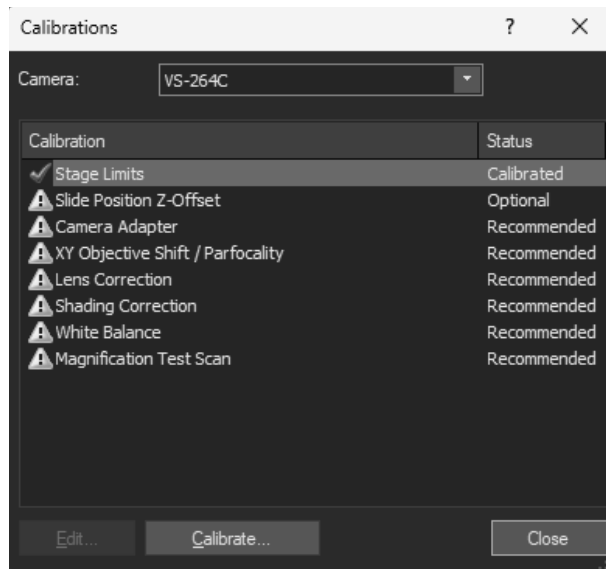 Calibrations ?
Camera: VS-264C
Calibration Status
Stage Limits Calibrated
Slide Position Z-Offset Optional
Camera Adapter Recommended
XY Objective Shift / Parfocality Recommended
Lens Correction Recommended
Shading Correction Recommended
White Balance Recommended
Magnification Test Scan Recommended
Edit... Calibrate... Close